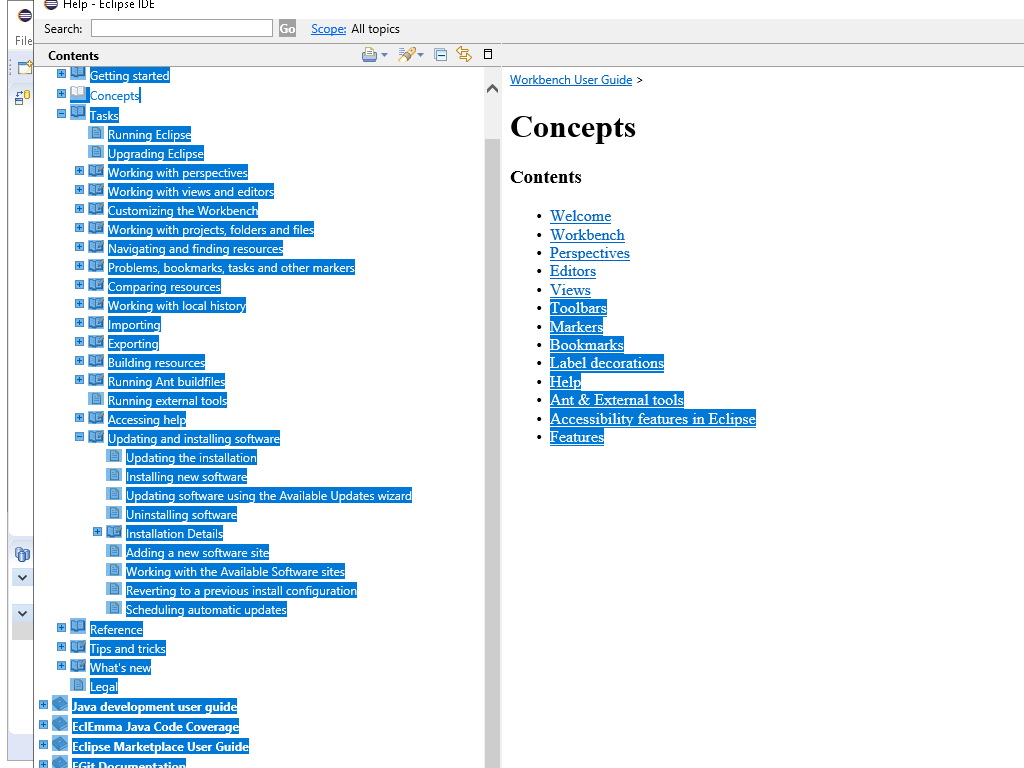 Help - Eclipse IDE
File
Search:
Go
Scope: All topics
Contents
Getting started
Concepts
Tasks
Running Eclipse
Upgrading Eclipse
Working with perspectives
Working with views and editors
Customizing the Workbench
Working with projects, folders and files
Navigating and finding resources
Problems, bookmarks, tasks and other markers
Comparing resources
Working with local history
Importing
Exporting
Building resources
Running Ant buildfiles
Running external tools
Accessing help
Updating and installing software
Updating the installation
Installing new software
Updating software using the Available Updates wizard
Uninstalling software
Installation Details
Adding a new software site
Working with the Available Software sites
Reverting to a previous install configuration
Scheduling automatic updates
Reference
Tips and tricks
What's new
Legal
Java development user guide
EclEmma Java Code Coverage
Eclipse Marketplace User Guide
EGit Documentation
Workbench User Guide >
Concepts
Contents
• Welcome
• Workbench
• Perspectives
• Editors
• Views
• Toolbars
• Markers
• Bookmarks
• Label decorations
• Help
• Ant & External tools
• Accessibility features in Eclipse
• Features